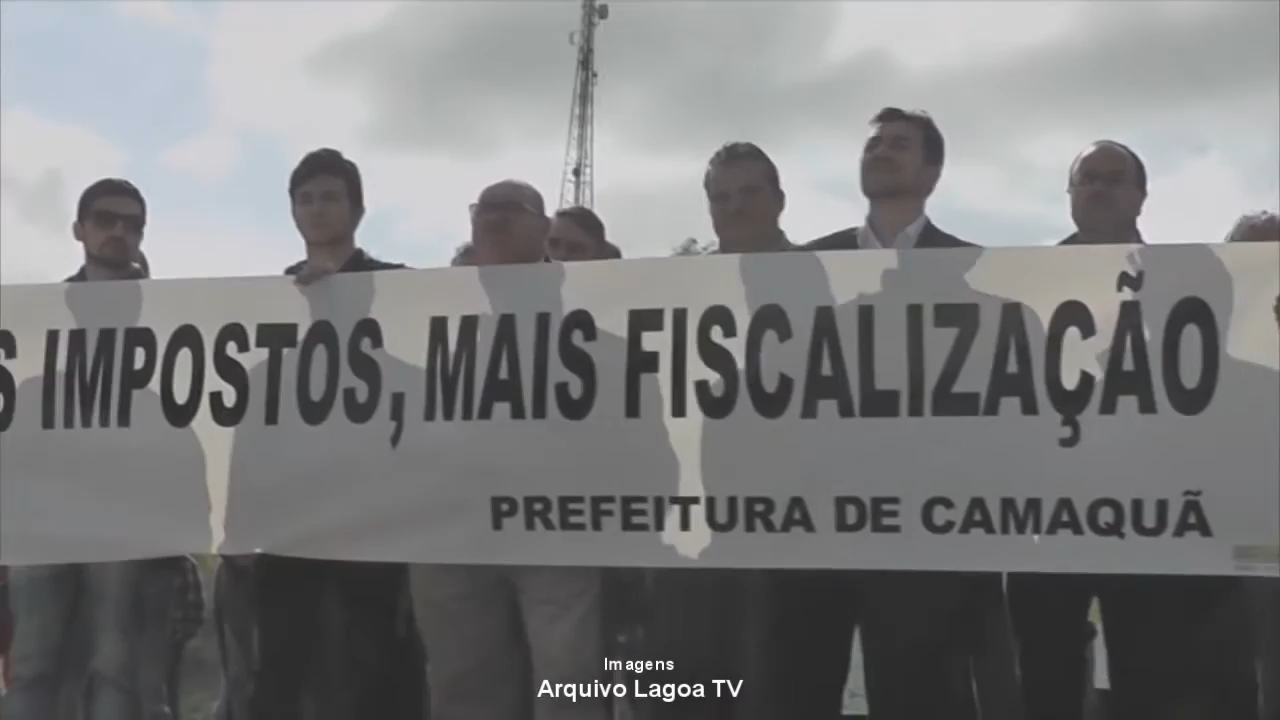 S IMPOSTOS, MAIS FISCALIZAÇÃO
PREFEITURA DE CAMAQUÃ
Imagens
Arquivo Lagoa TV